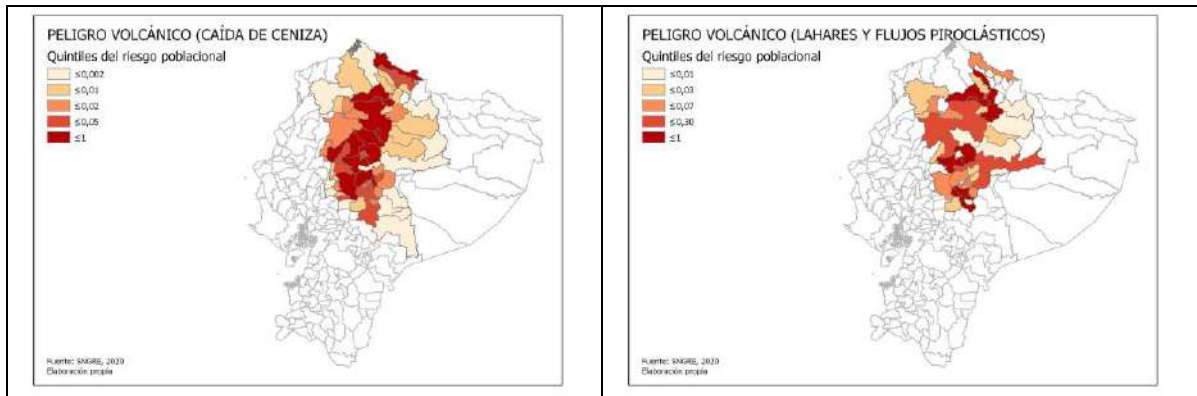 PELIGRO VOLCÁNICO (CAÍDA DE CENIZA)
Quintiles del riesgo poblacional
≤0,002
≤0,01
≤0,02
≤0,05
≤1
Fuente: SNGRE, 2020
Elaboración propia
PELIGRO VOLCÁNICO (LAHARES Y FLUJOS PIROCLÁSTICOS)
Quintiles del riesgo poblacional
≤0,01
≤0,03
≤0,07
≤0,30
≤1
Fuente: SNGRE, 2020
Elaboración propia